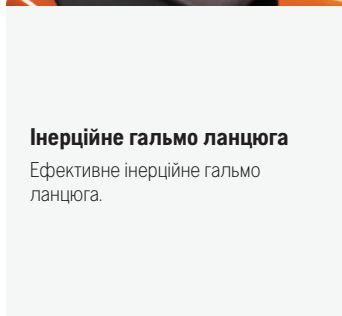 Інерційне гальмо ланцюга
Ефективне інерційне гальмо
ланцюга.